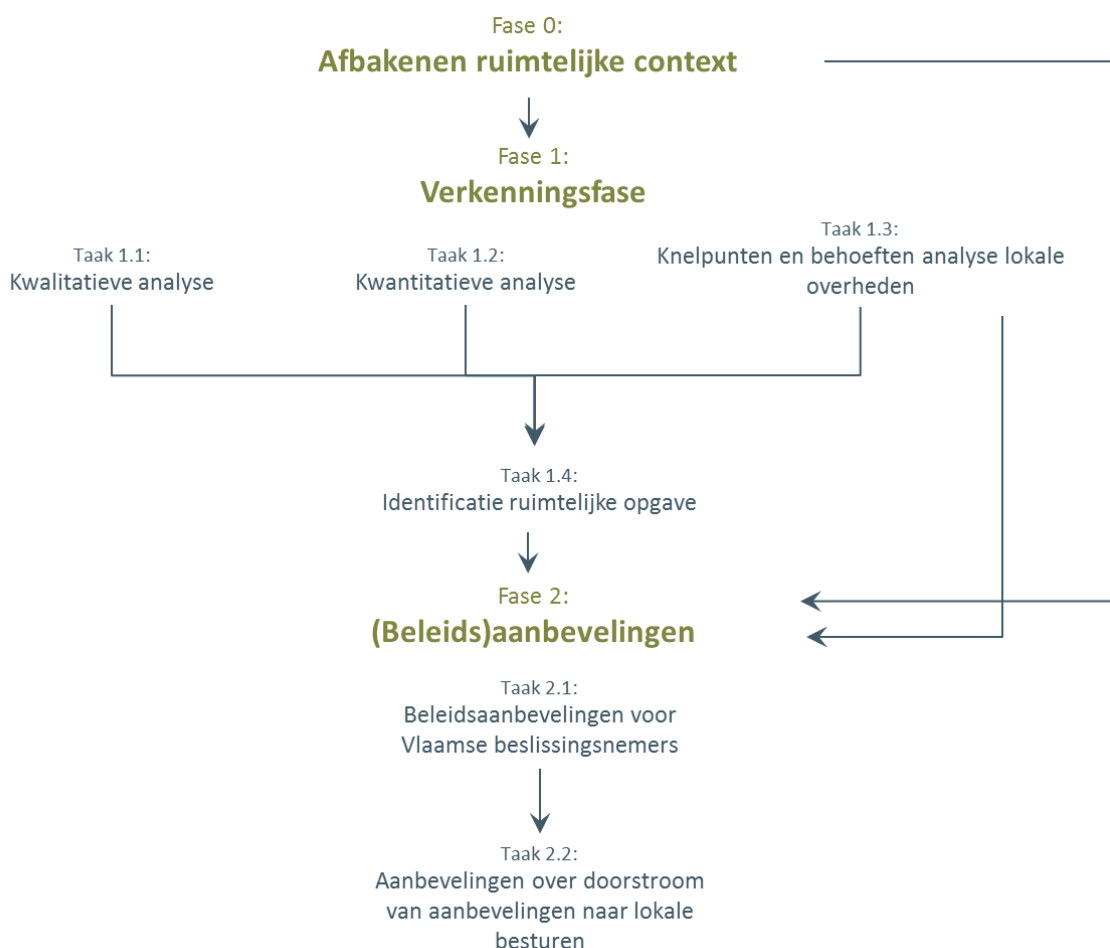 Fase 0:
Afbakenen ruimtelijke context
Fase 1:
Verkenningsfase
Taak 1.1:
Kwalitatieve analyse
Taak 1.2:
Kwantitatieve analyse
Taak 1.3:
Knelpunten en behoeften analyse lokale
overheden
Taak 1.4:
Identificatie ruimtelijke opgave
Fase 2:
(Beleids)aanbevelingen
Taak 2.1:
Beleidsaanbevelingen voor
Vlaamse beslissingsnemers
Taak 2.2:
Aanbevelingen over doorstroom
van aanbevelingen naar lokale
besturen